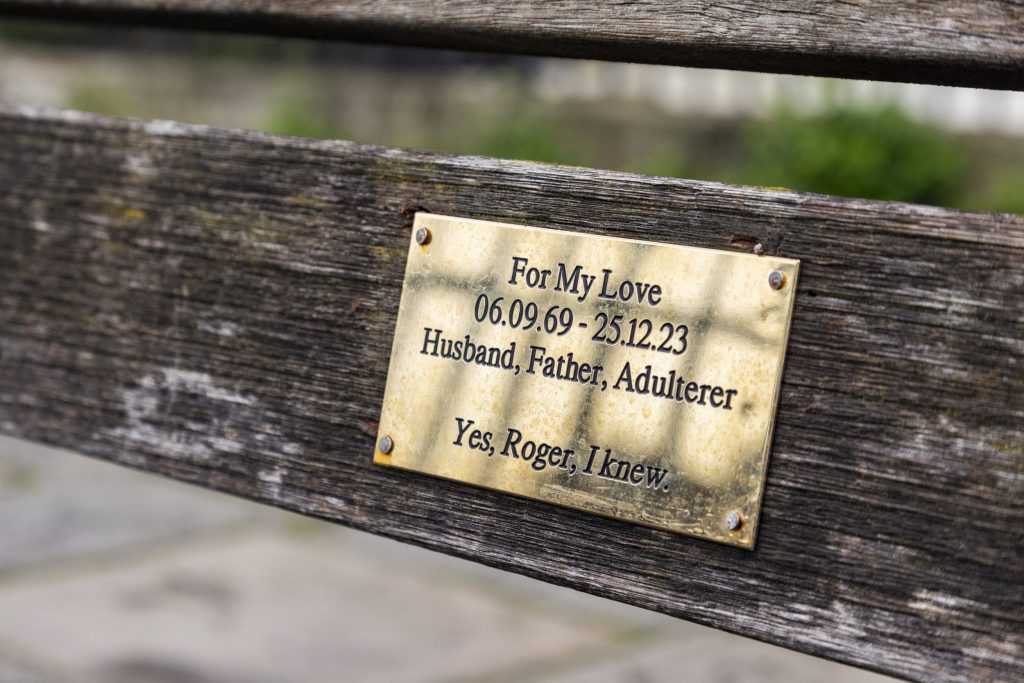 For My Love
06.09.69 - 25.12.23
Husband, Father, Adulterer
Yes, Roger, I knew.